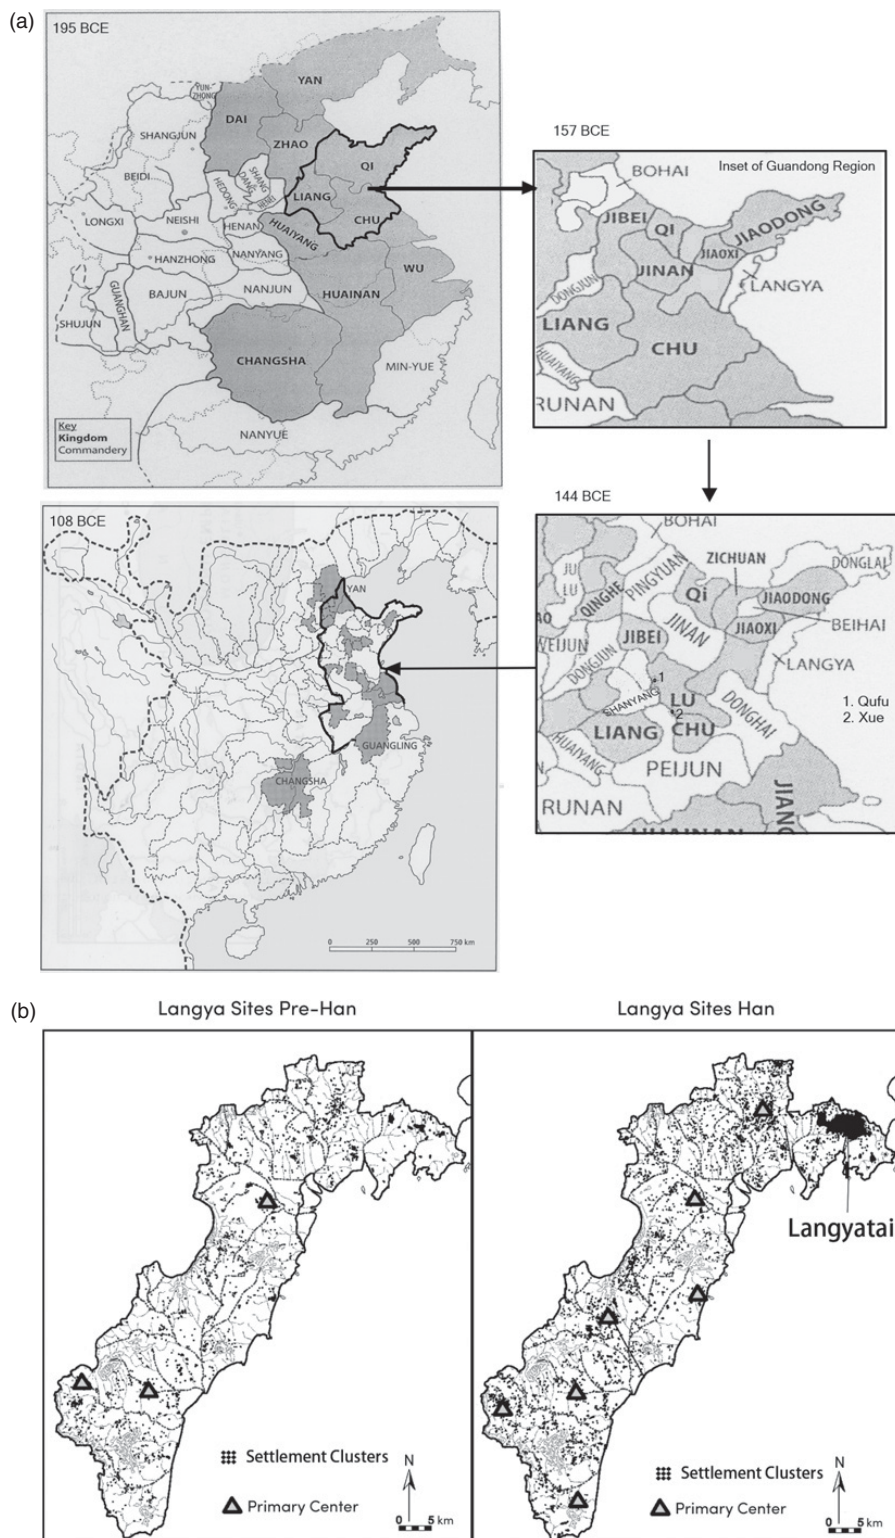 (a)
195 BCE
YAN
YUN-
ZHONG
DAI
SHANGJUN
ZHAO
QI
BEIDI
SHANG
DANG
HEDONG
HENEI
LIANG
LONGXI
NEISHI
HENAN
HUAIYANG
CHU
HANZHONG
NANYANG
WU
GUANGHAN
BAJUN
NANJUN
HUAINAN
SHUJUN
CHANGSHA
MIN-YUE
Key
Kingdom
Commandery
NANYUE
157 BCE
Inset of Guandong Region
BOHAI
JIBEI
QI
JIAODONG
JIAOXI
JINAN
DONGJUN
LANGYA
LIANG
CHU
HUAIYANG
RUNAN
144 BCE
BOHAI
ZICHUAN
JU
LU
PINGYUAN
DONGLAI
QINGHE
Qi
JIAODONG
AO
JIBEI
JINAN
JIAOXI
BEIHAI
WEIJUN
DONGJUN
LANGYA
SHANYANG
1
LU
DONGHAI
1. Qufu
2
2. Xue
LIANG
CHU
HUAIYANG
PEIJUN
RUNAN
JIANG
HUAINAN
108 BCE
YAN
GUANGLING
CHANGSHA
0 250 500 750 km
(b)
Langya Sites Pre-Han
Settlement Clusters
N
Primary Center
0 5 km
Langya Sites Han
Langyatai
Settlement Clusters
N
Primary Center
0 5 km